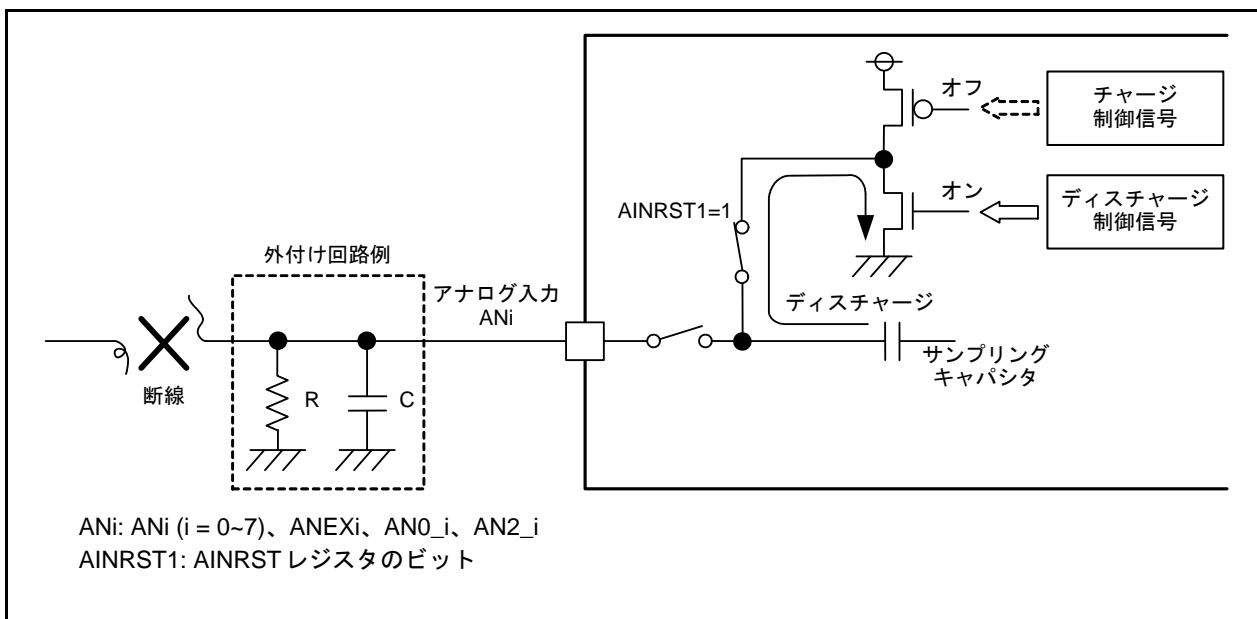 オフ
チャージ
制御信号
オン
ディスチャージ
制御信号
AINRST1=1
外付け回路例
アナログ入力
ANi
ディスチャージ
サンプリング
キャパシタ
断線
R
C
ANi: ANi (i = 0~7)、ANEXi、AN0_i、AN2_i
AINRST1: AINRST レジスタのビット